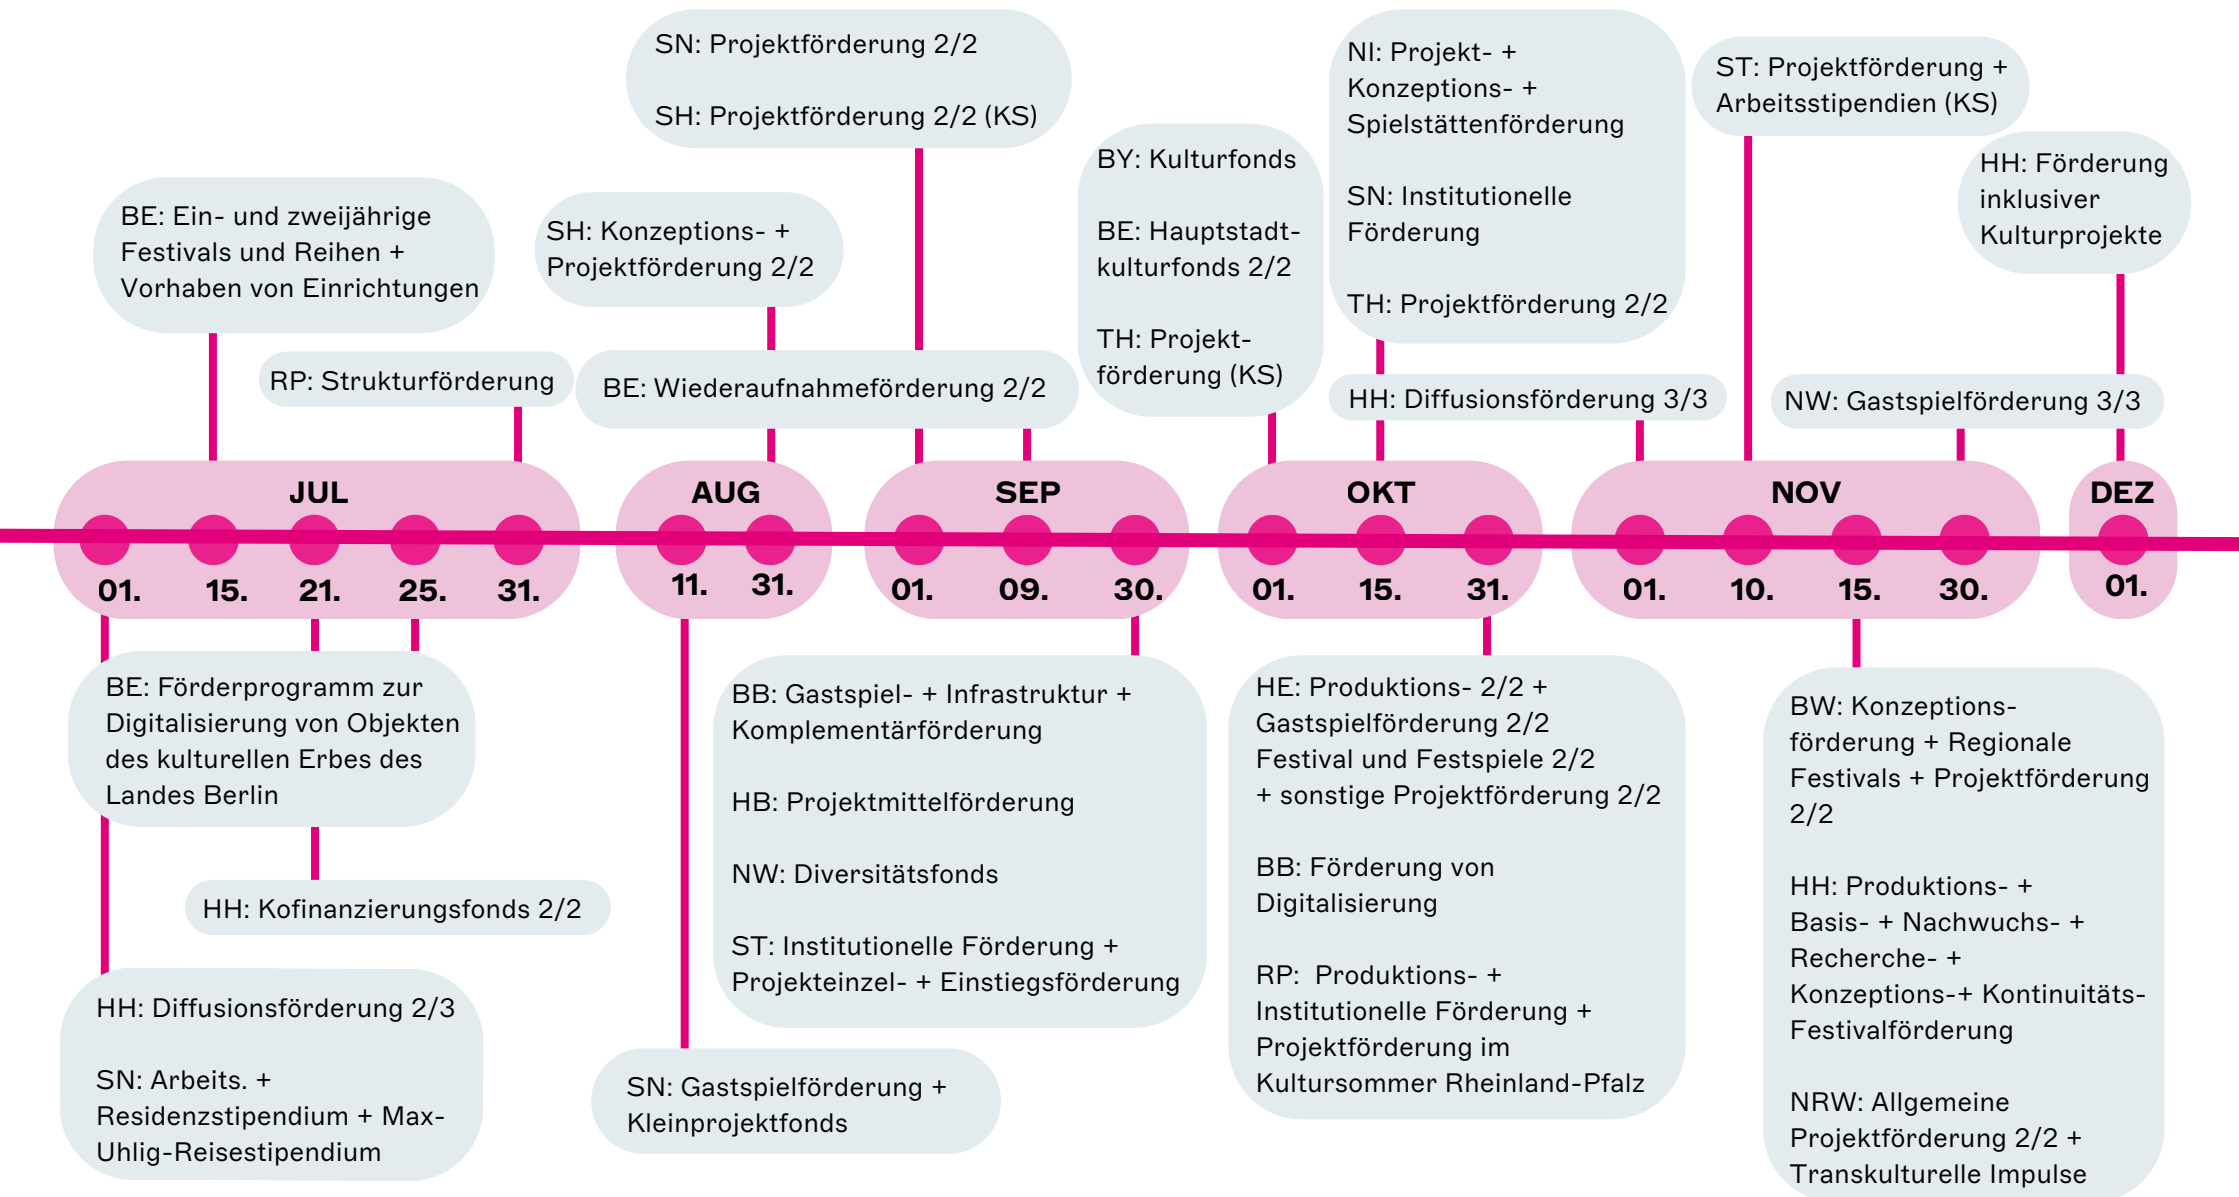 SN: Projektförderung 2/2
SH: Projektförderung 2/2 (KS)
NI: Projekt- +
Konzeptions- +
Spielstättenförderung
SN: Institutionelle
Förderung
TH: Projektförderung 2/2
ST: Projektförderung +
Arbeitsstipendien (KS)
BY: Kulturfonds
BE: Hauptstadt-
kulturfonds 2/2
TH: Projekt-
förderung (KS)
HH: Förderung
inklusiver
Kulturprojekte
BE: Ein- und zweijährige
Festivals und Reihen +
Vorhaben von Einrichtungen
SH: Konzeptions- +
Projektförderung 2/2
RP: Strukturförderung
BE: Wiederaufnahmeförderung 2/2
HH: Diffusionsförderung 3/3
NW: Gastspielförderung 3/3
JUL
AUG
SEP
OKT
NOV
DEZ
01. 15. 21. 25. 31.
11. 31.
01. 09. 30.
01. 15. 31.
01. 10. 15. 30.
01.
BE: Förderprogramm zur
Digitalisierung von Objekten
des kulturellen Erbes des
Landes Berlin
HH: Kofinanzierungsfonds 2/2
HH: Diffusionsförderung 2/3
SN: Arbeits. +
Residenzstipendium + Max-
Uhlig-Reisestipendium
SN: Gastspielförderung +
Kleinprojektfonds
BB: Gastspiel- + Infrastruktur +
Komplementärförderung
HB: Projektmittelförderung
NW: Diversitätsfonds
ST: Institutionelle Förderung +
Projekteinzel- + Einstiegsförderung
HE: Produktions- 2/2 +
Gastspielförderung 2/2
Festival und Festspiele 2/2
+ sonstige Projektförderung 2/2
BB: Förderung von
Digitalisierung
RP:  Produktions- +
Institutionelle Förderung +
Projektförderung im
Kultursommer Rheinland-Pfalz
BW: Konzeptions-
förderung + Regionale
Festivals + Projektförderung
2/2
HH: Produktions- +
Basis- + Nachwuchs- +
Recherche- +
Konzeptions-+ Kontinuitäts-
Festivalförderung
NRW: Allgemeine
Projektförderung 2/2 +
Transkulturelle Impulse